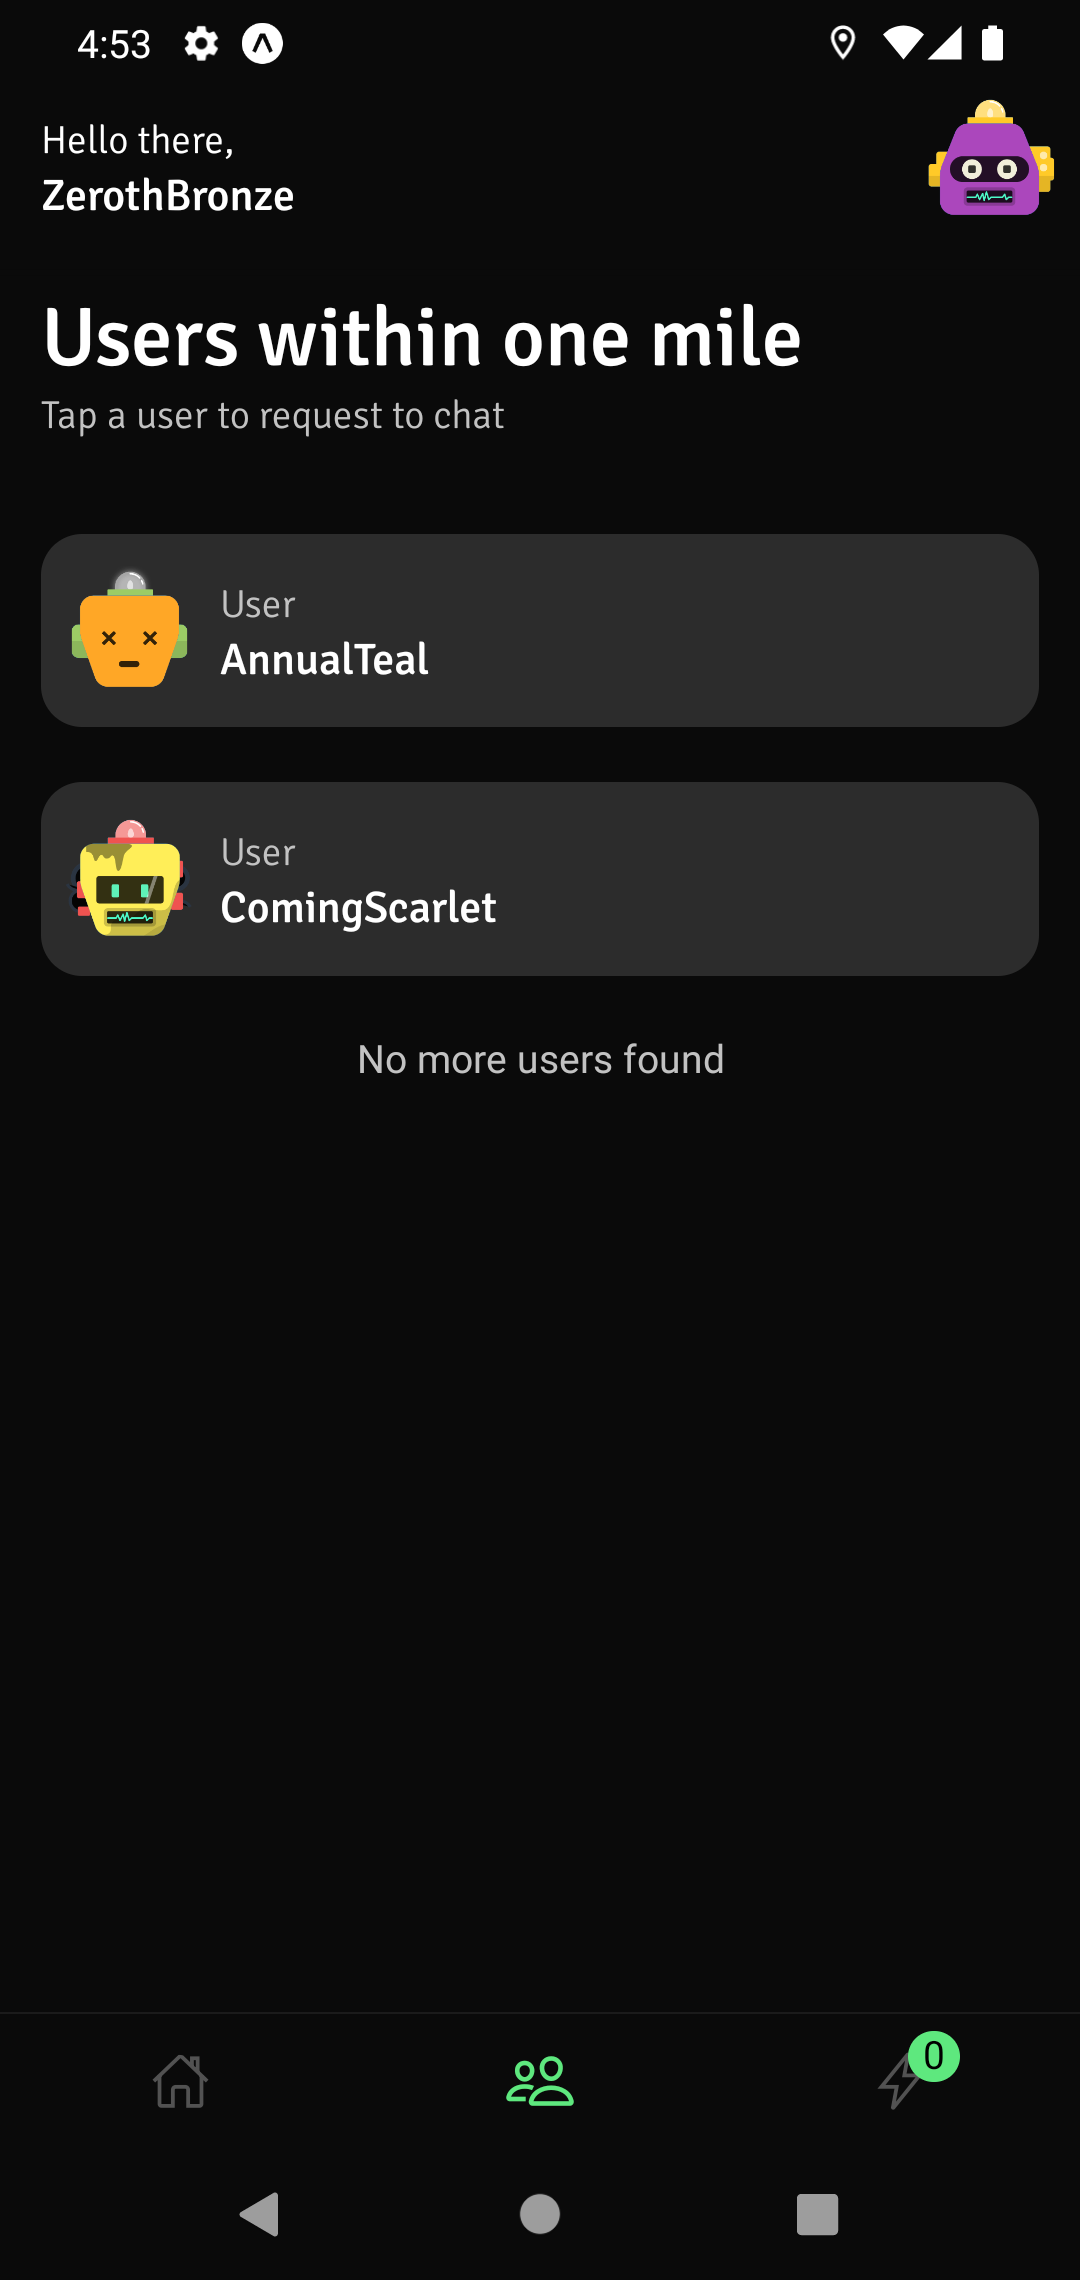 4:53
Hello there,
ZerothBronze
Users within one mile
Tap a user to request to chat
User
AnnualTeal
User
ComingScarlet
No more users found
0